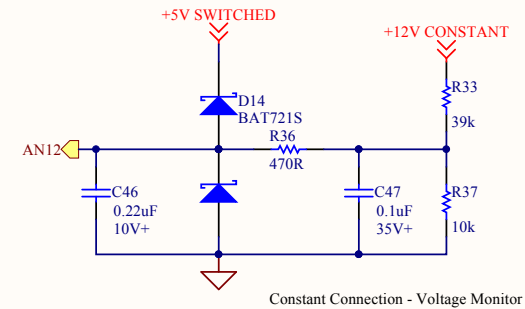 +5V SWITCHED
+12V CONSTANT
R33
39k
D14
BAT721S
R36
470R
AN12
C46
0.22uF
10V+
C47
0.1uF
35V+
R37
10k
Constant Connection - Voltage Monitor